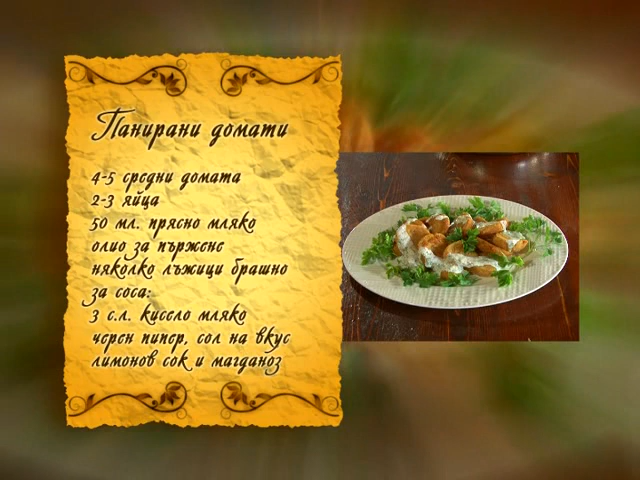 Панирани домати
4-5 средни домата
2-3 яйца
50 мл. прясно мляко
олио за пържене
няколко лъжици брашно
за соса:
3 с.л. кисело мляко
черен пипер, сол на вкус
лимонов сок и магданоз